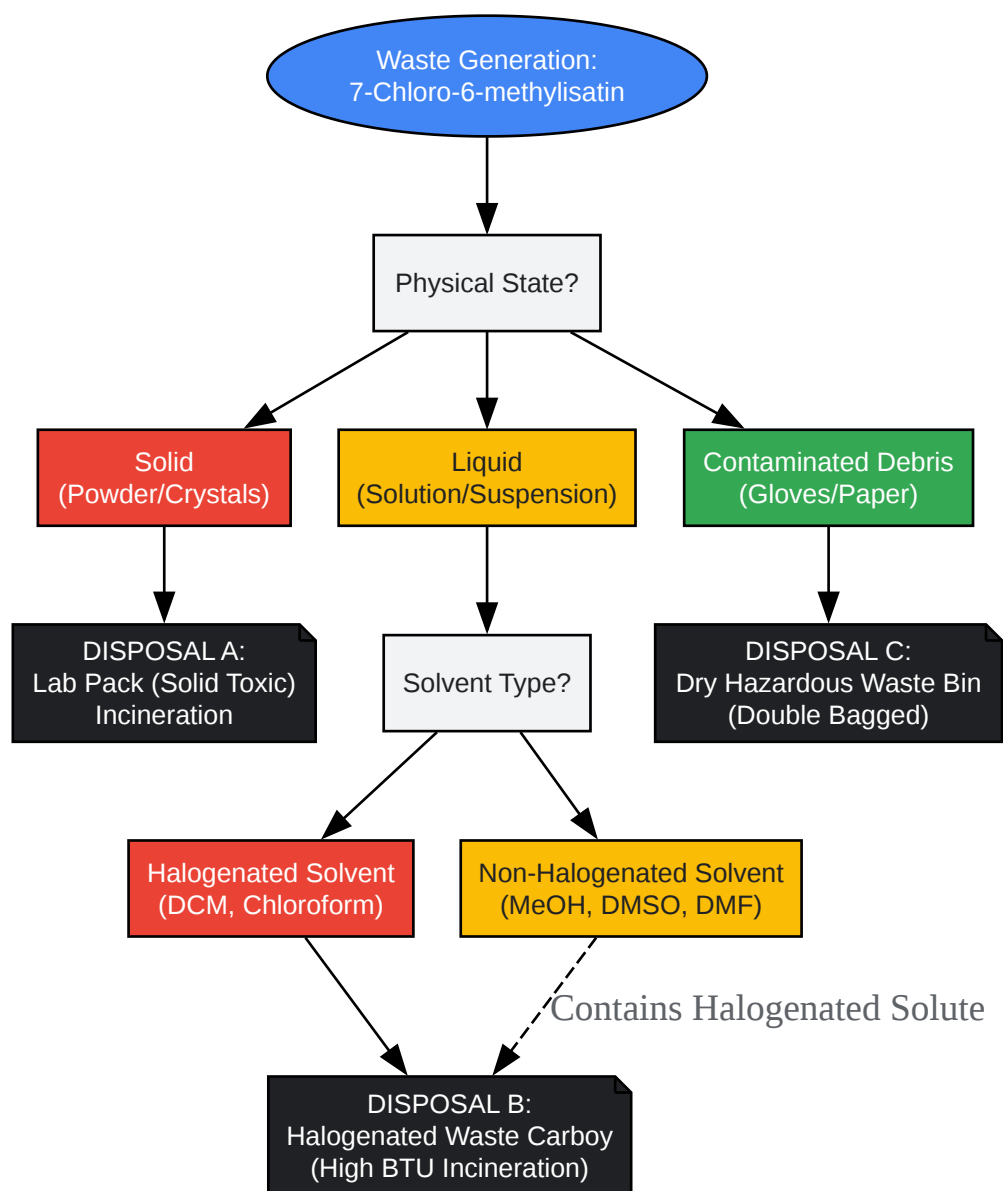 Waste Generation:
7-Chloro-6-methylisatin
Physical State?
Solid
(Powder/Crystals)
Liquid
(Solution/Suspension)
Contaminated Debris
(Gloves/Paper)
DISPOSAL A:
Lab Pack (Solid Toxic)
Incineration
Solvent Type?
DISPOSAL C:
Dry Hazardous Waste Bin
(Double Bagged)
Halogenated Solvent
(DCM, Chloroform)
Non-Halogenated Solvent
(MeOH, DMSO, DMF)
Contains Halogenated Solute
DISPOSAL B:
Halogenated Waste Carboy
(High BTU Incineration)